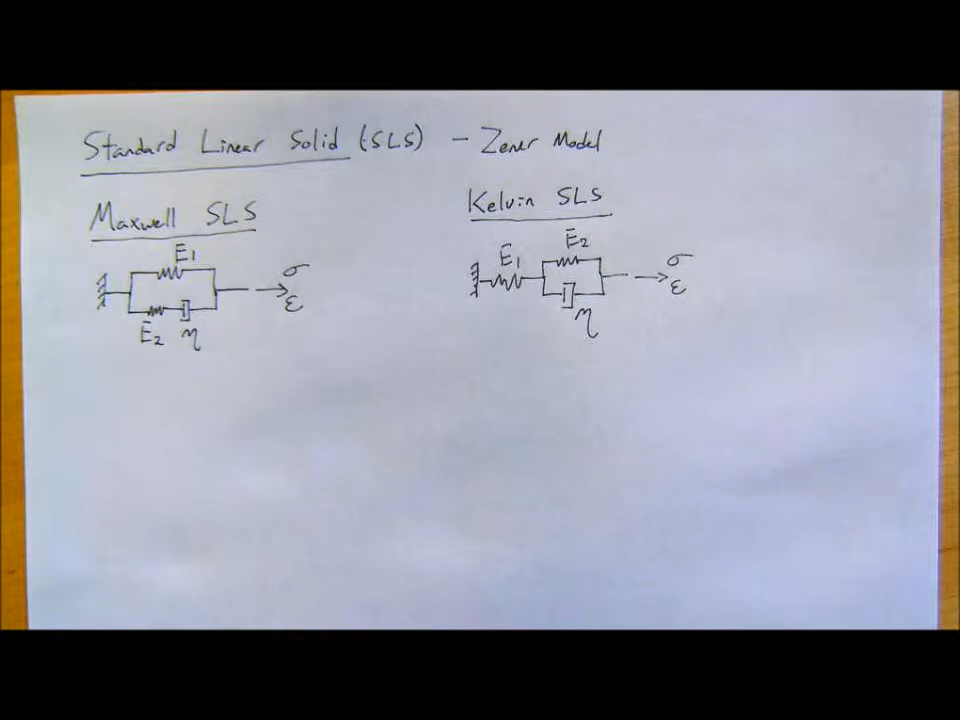 Standard Linear Solid (SLS) - Zener Model
Maxwell SLS
E1
σ
ε
E2 η
Kelvin SLS
E1 E2
σ
ε
η